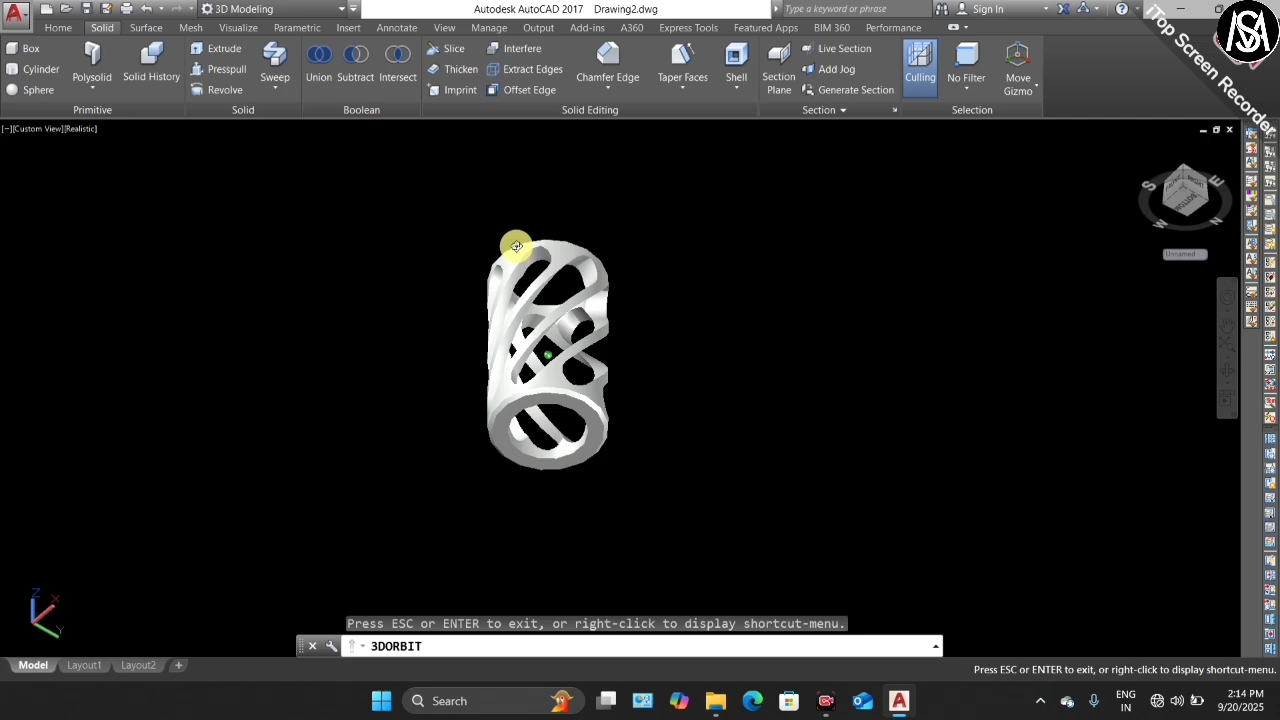 3D Modeling
Autodesk AutoCAD 2017 Drawing2.dwg
Type a keyword or phrase
Sign In
Home Solid Surface Mesh Visualize Parametric Insert Annotate View Manage Output Add-ins A360 Express Tools Featured Apps BIM 360 Performance
Box
Cylinder
Sphere
Polysolid
Solid History
Extrude
Presspull
Revolve
Sweep
Union
Subtract
Intersect
Slice
Thicken
Imprint
Interfere
Extract Edges
Offset Edge
Chamfer Edge
Taper Faces
Shell
Section
Plane
Live Section
Add Jog
Generate Section
Culling
No Filter
Move
Gizmo
Primitive Solid Boolean Solid Editing Section Selection
iTop Screen Recorder
[−][Custom View][Realistic]
S
E
W
N
RIGHT
BOTTOM
Unnamed
Z
X
Y
Press ESC or ENTER to exit, or right-click to display shortcut-menu.
3DORBIT
Model Layout1 Layout2
Press ESC or ENTER to exit, or right-click to display shortcut-menu.
Search
ENG
IN
2:14 PM
9/20/2025